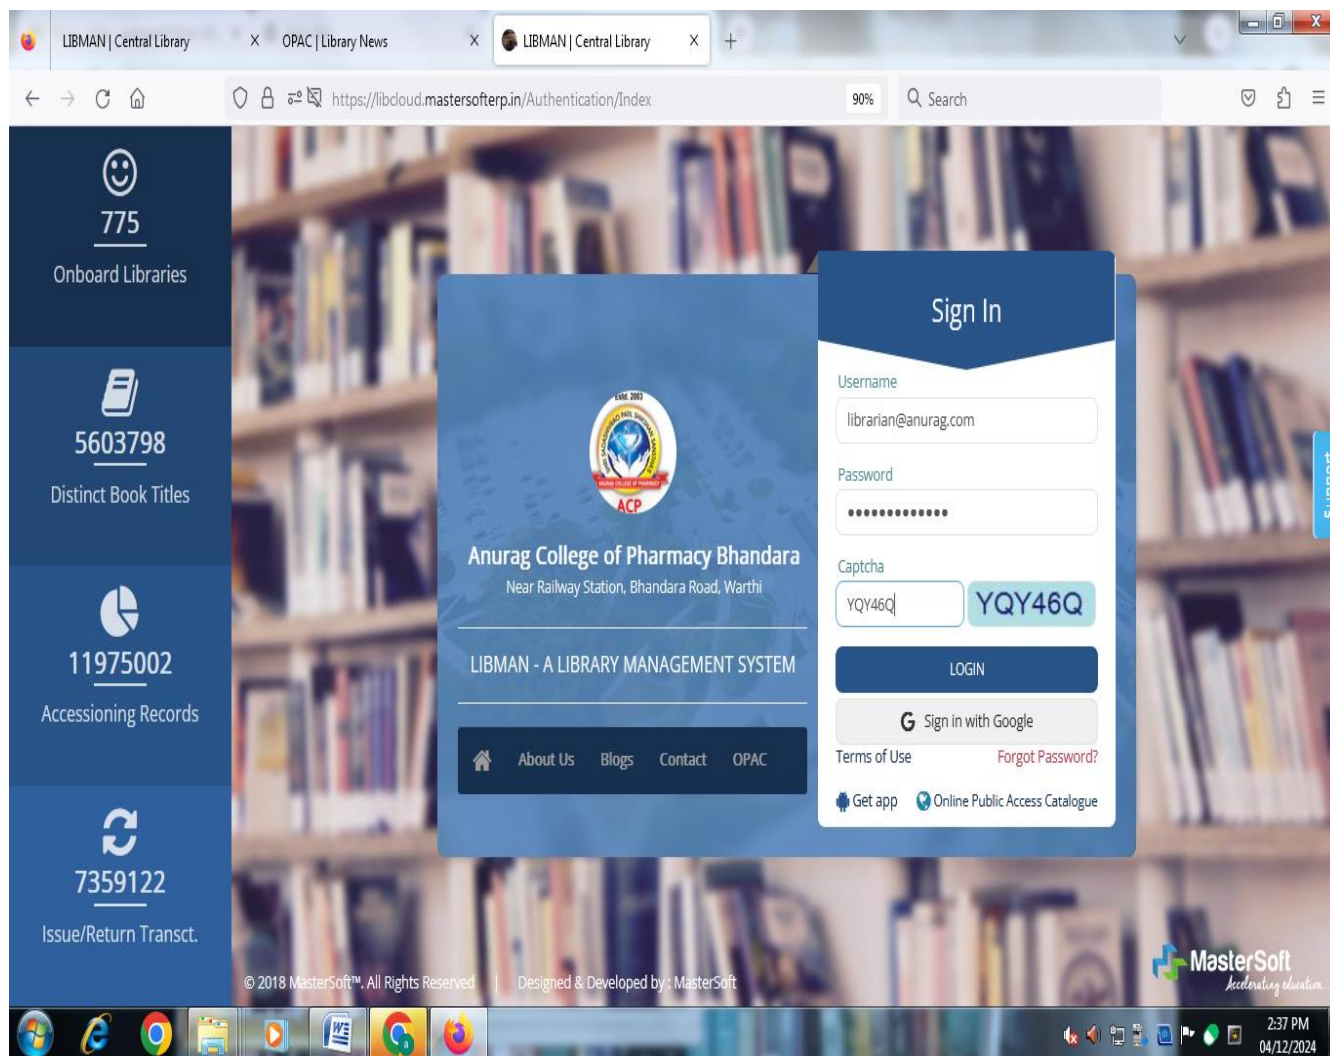 LIBMAN | Central Library
OPAC | Library News
LIBMAN | Central Library
https://libcloud.mastersofterp.in/Authentication/Index
90%
Search
775
Onboard Libraries
5603798
Distinct Book Titles
11975002
Accessioning Records
7359122
Issue/Return Transct.
Estd. 2003
ACP
Anurag College of Pharmacy Bhandara
Near Railway Station, Bhandara Road, Warthi
LIBMAN - A LIBRARY MANAGEMENT SYSTEM
About Us Blogs Contact OPAC
Sign In
Username
librarian@anurag.com
Password
Captcha
YQY46Q YQY46Q
LOGIN
G Sign in with Google
Terms of Use Forgot Password?
Get app Online Public Access Catalogue
Support
© 2018 MasterSoft™. All Rights Reserved | Designed & Developed by : MasterSoft
MasterSoft
Accelerating education...
2:37 PM
04/12/2024